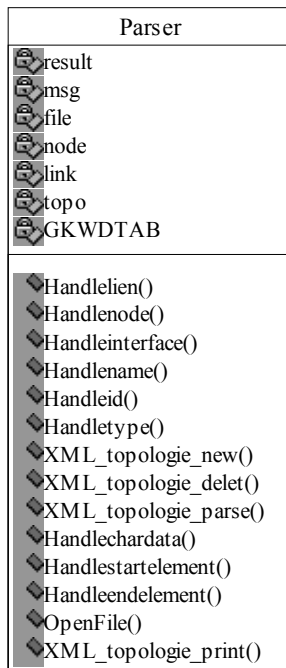 Parser
result
msg
file
node
link
topo
GKWDTAB
Handlelien()
Handlenode()
Handleinterface()
Handlename()
Handleid()
Handletype()
XML_topologie_new()
XML_topologie_delet()
XML_topologie_parse()
Handlechardata()
Handlestartelement()
Handleendelement()
OpenFile()
XML_topologie_print()